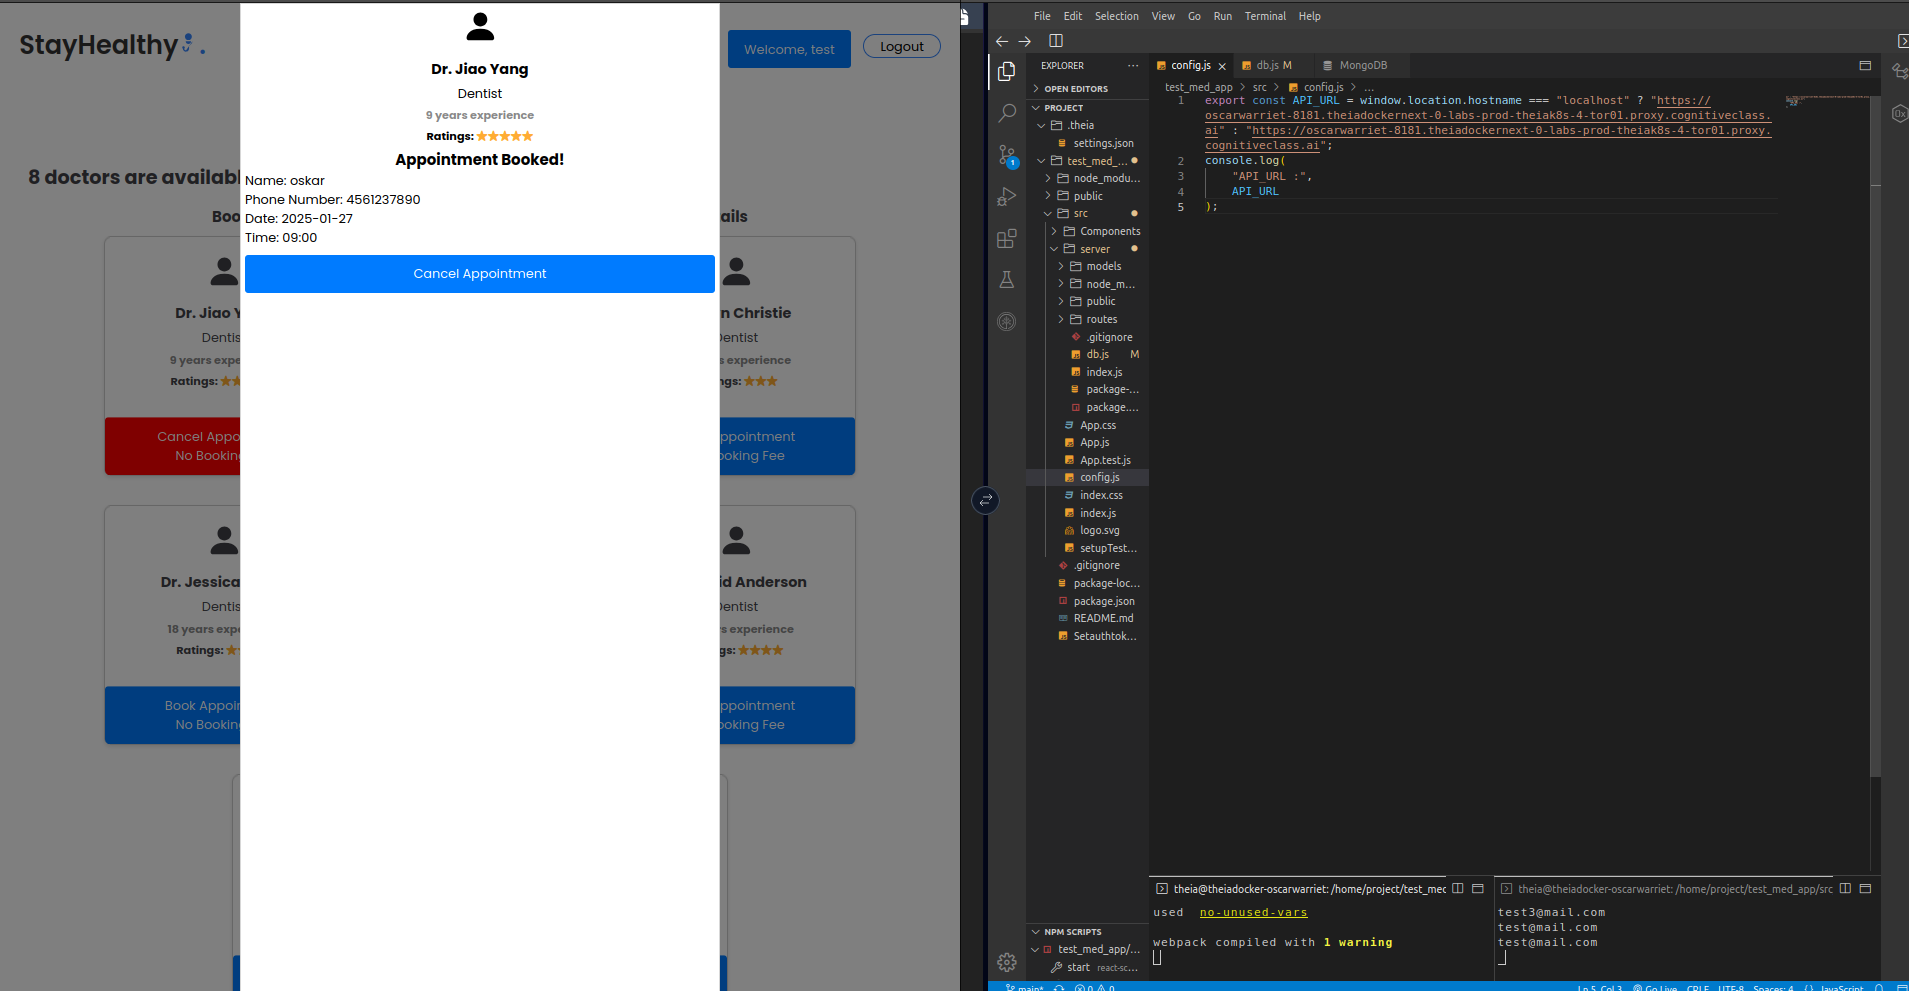 StayHealthy
Welcome, test
Logout
8 doctors are availabl
Boo
ails
Dr. Jiao Y
Dentis
9 years expe
Ratings:
n Christie
Dentist
s experience
ngs:
Cancel Appo
No Bookin
ppointment
oking Fee
Dr. Jessica
Dentis
18 years expe
Ratings:
id Anderson
Dentist
s experience
gs:
Book Appoin
No Bookin
ppointment
ooking Fee
Dr. Jiao Yang
Dentist
9 years experience
Ratings:
Appointment Booked!
Name: oskar
Phone Number: 4561237890
Date: 2025-01-27
Time: 09:00
Cancel Appointment
File Edit Selection View Go Run Terminal Help
EXPLORER ...
OPEN EDITORS
PROJECT
.theia
settings.json
test_med_...
node_modu...
public
src
Components
server
models
node_m...
public
routes
.gitignore
db.js M
index.js
package-...
package....
App.css
App.js
App.test.js
config.js
index.css
index.js
logo.svg
setupTest...
.gitignore
package-loc...
package.json
README.md
Setauthtok...
NPM SCRIPTS
test_med_app/...
start react-sc...
1
config.js
db.js M
MongoDB
test_med_app > src > config.js > ...
1 export const API_URL = window.location.hostname === "localhost" ? "https://
oscarwarriet-8181.theiadockernext-0-labs-prod-theiak8s-4-tor01.proxy.cognitiveclass.
ai" : "https://oscarwarriet-8181.theiadockernext-0-labs-prod-theiak8s-4-tor01.proxy.
cognitiveclass.ai";
2 console.log(
3 "API_URL :",
4 API_URL
5 );
theia@theiadocker-oscarwarriet: /home/project/test_med
used no-unused-vars
webpack compiled with 1 warning
theia@theiadocker-oscarwarriet: /home/project/test_med_app/src
test3@mail.com
test@mail.com
test@mail.com
main* 0 0 Ln 5, Col 3 Go Live CRLF UTF-8 Spaces: 4 {} JavaScript